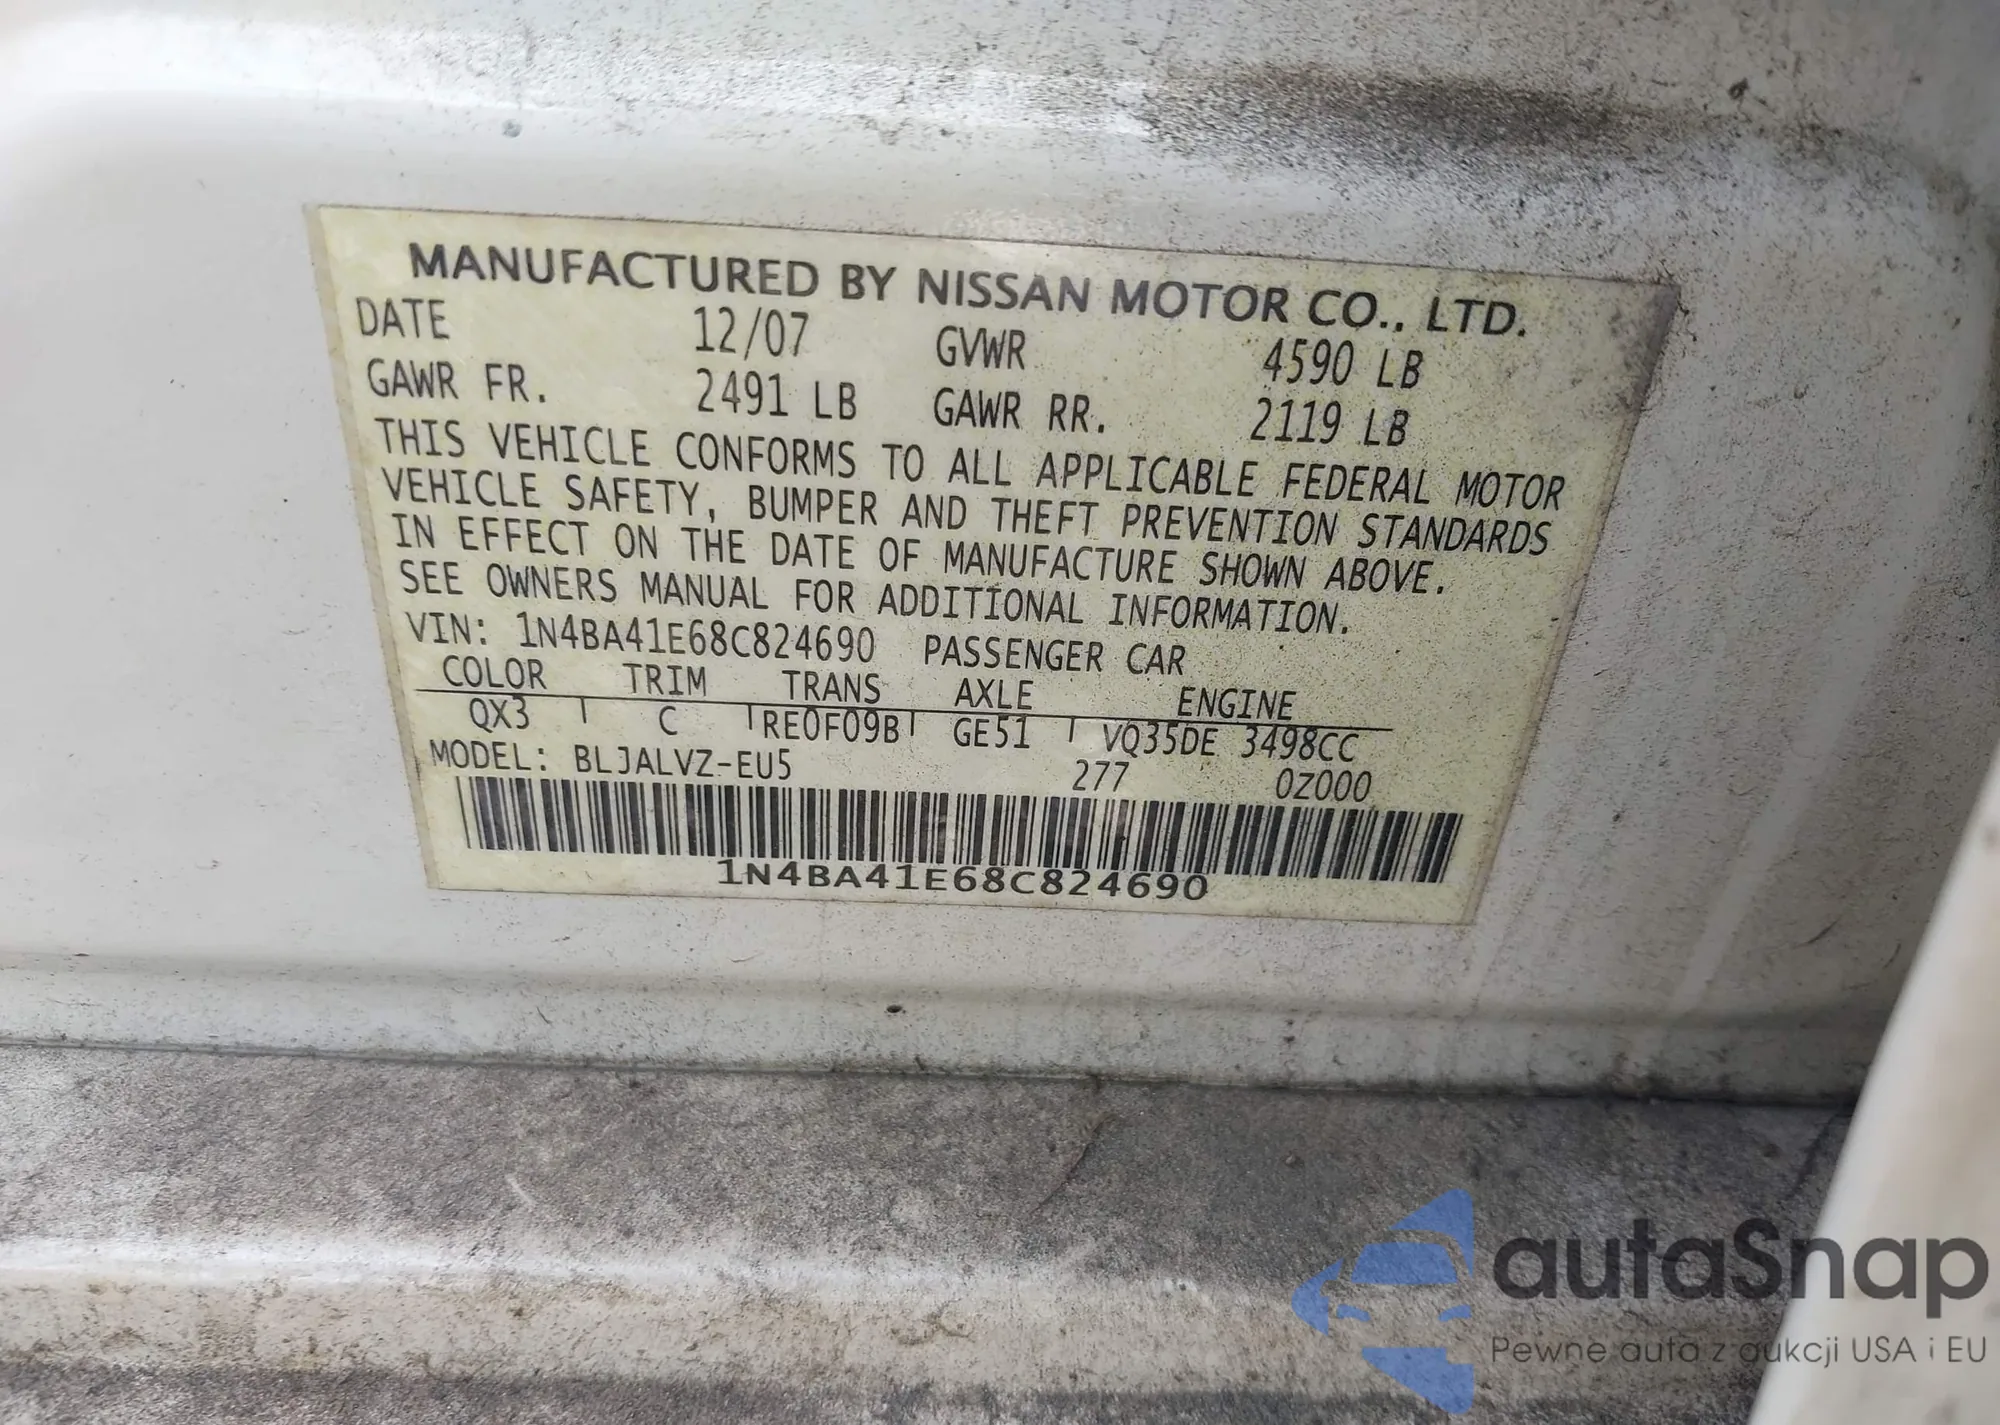 MANUFACTURED BY NISSAN MOTOR CO., LTD.
DATE 12/07 GVWR 4590 LB
GAWR FR. 2491 LB GAWR RR. 2119 LB
THIS VEHICLE CONFORMS TO ALL APPLICABLE FEDERAL MOTOR
VEHICLE SAFETY, BUMPER AND THEFT PREVENTION STANDARDS
IN EFFECT ON THE DATE OF MANUFACTURE SHOWN ABOVE.
SEE OWNERS MANUAL FOR ADDITIONAL INFORMATION.
VIN: 1N4BA41E68C824690 PASSENGER CAR
COLOR TRIM TRANS AXLE ENGINE
QX3 C RE0F09B GE51 VQ35DE 3498CC
MODEL: BLJALVZ-EU5 277 0Z000
1N4BA41E68C824690
autaSnap
Pewne auta z aukcji USA i EU